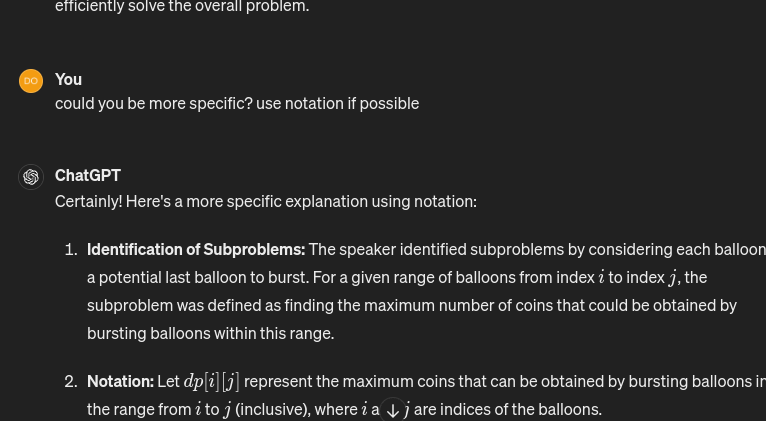 efficiently solve the overall problem.
DO
You
could you be more specific? use notation if possible
ChatGPT
Certainly! Here's a more specific explanation using notation:
1. Identification of Subproblems: The speaker identified subproblems by considering each balloon
a potential last balloon to burst. For a given range of balloons from index i to index j, the
subproblem was defined as finding the maximum number of coins that could be obtained by
bursting balloons within this range.
2. Notation: Let dp[i][j] represent the maximum coins that can be obtained by bursting balloons in
the range from i to j (inclusive), where i a j are indices of the balloons.